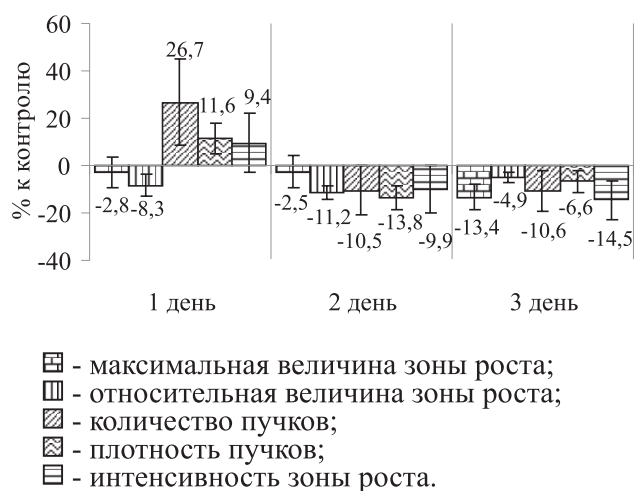 60
40
20
0
-20
-40
% к контролю
-2,8
-8,3
26,7
11,6
9,4
-2,5
-11,2
-10,5
-13,8
-9,9
-13,4
-4,9
-10,6
-6,6
-14,5
1 день
2 день
3 день
- максимальная величина зоны роста;
- относительная величина зоны роста;
- количество пучков;
- плотность пучков;
- интенсивность зоны роста.